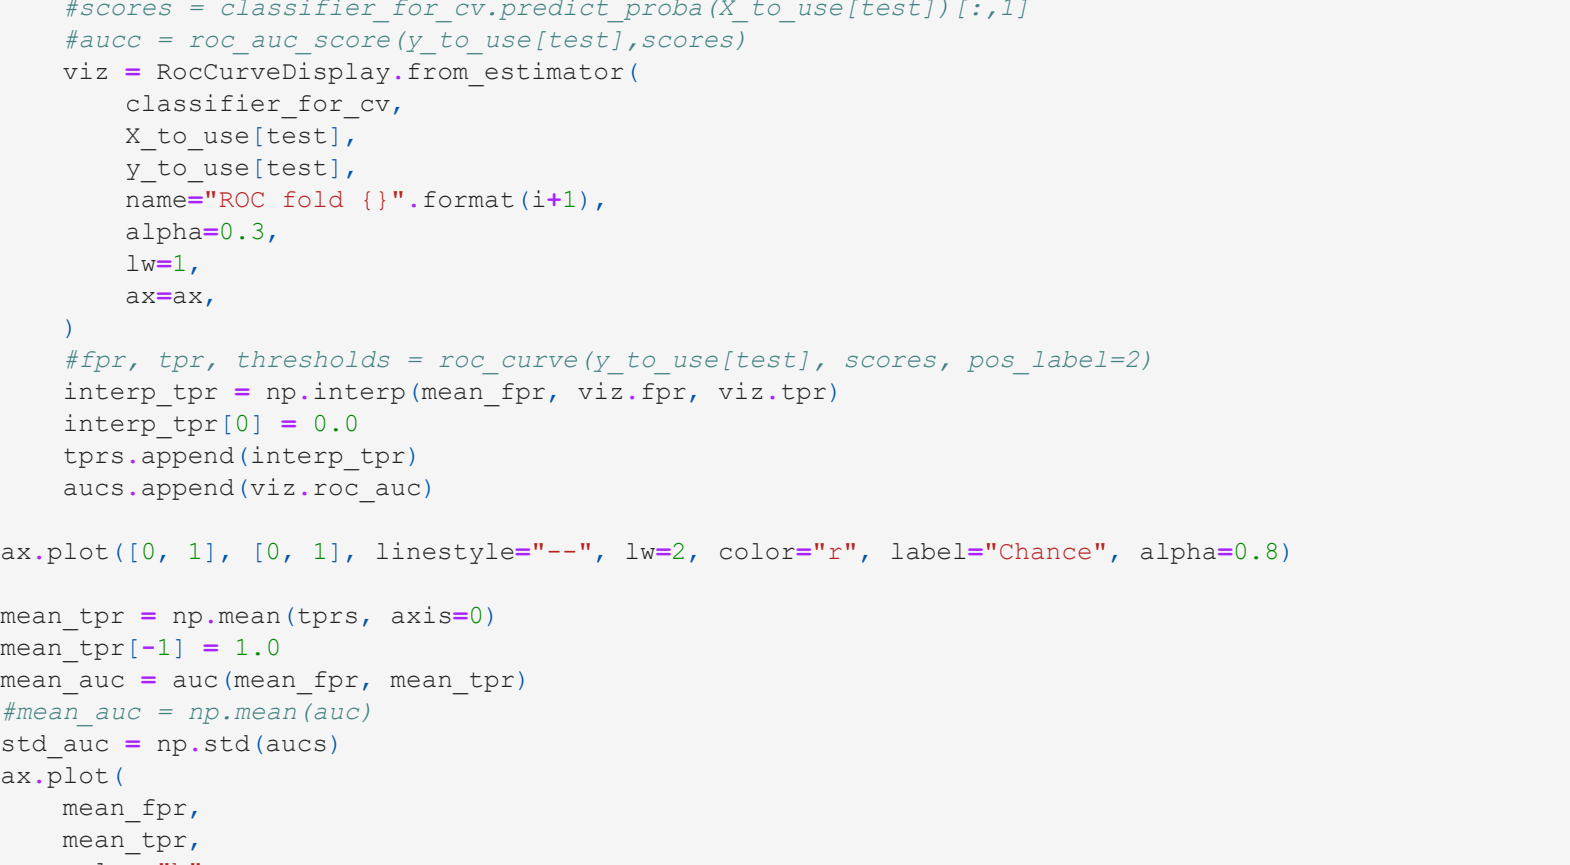 #scores = classifier_for_cv.predict_proba(X_to_use[test])[:,1]
#aucc = roc_auc_score(y_to_use[test],scores)
viz = RocCurveDisplay.from_estimator(
classifier_for_cv,
X_to_use[test],
y_to_use[test],
name="ROC fold {}".format(i+1),
alpha=0.3,
lw=1,
ax=ax,
)
#fpr, tpr, thresholds = roc_curve(y_to_use[test], scores, pos_label=2)
interp_tpr = np.interp(mean_fpr, viz.fpr, viz.tpr)
interp_tpr[0] = 0.0
tprs.append(interp_tpr)
aucs.append(viz.roc_auc)
ax.plot([0, 1], [0, 1], linestyle="--", lw=2, color="r", label="Chance", alpha=0.8)
mean_tpr = np.mean(tprs, axis=0)
mean_tpr[-1] = 1.0
mean_auc = auc(mean_fpr, mean_tpr)
#mean_auc = np.mean(auc)
std_auc = np.std(aucs)
ax.plot(
mean_fpr,
mean_tpr,